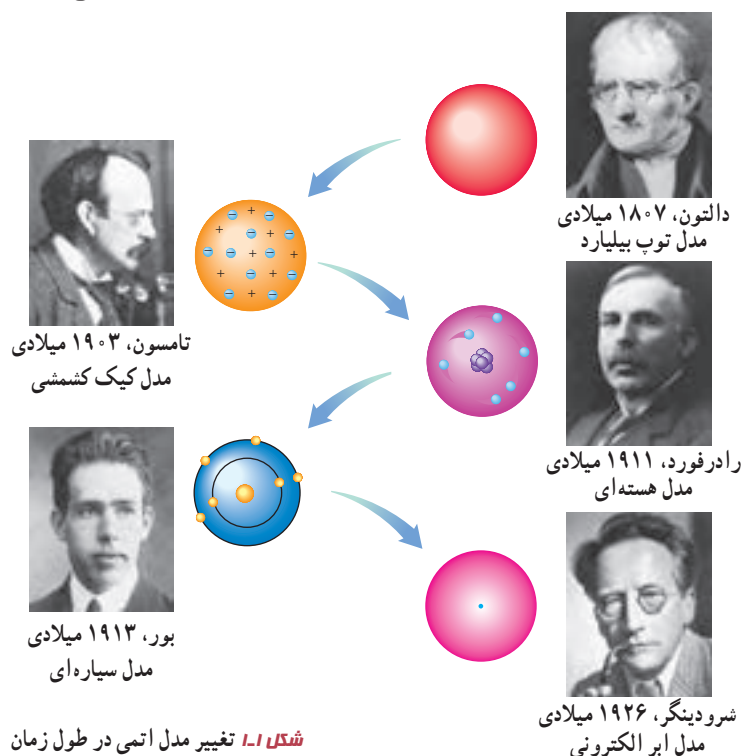 دالتون، ۱۸۰۷ میلادی
مدل توپ بیلیارد
تامسون، ۱۹۰۳ میلادی
مدل کیک کشمشی
رادرفورد، ۱۹۱۱ میلادی
مدل هسته‌ای
بور، ۱۹۱۳ میلادی
مدل سیاره‌ای
شرودینگر، ۱۹۲۶ میلادی
مدل ابر الکترونی
شکل ۱ـ۱ تغییر مدل اتمی در طول زمان